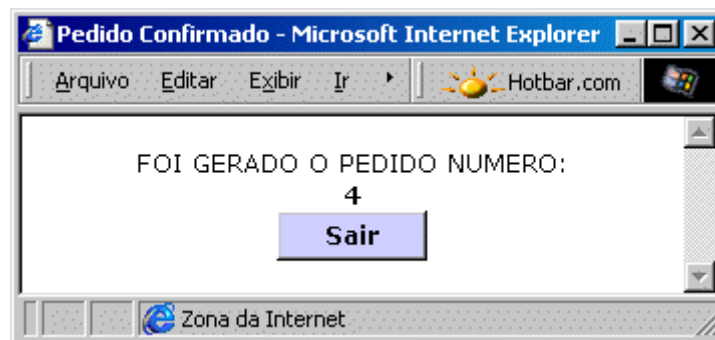 Pedido Confirmado - Microsoft Internet Explorer
Arquivo Editar Exibir Ir Hotbar.com
FOI GERADO O PEDIDO NUMERO:
4
Sair
Zona da Internet